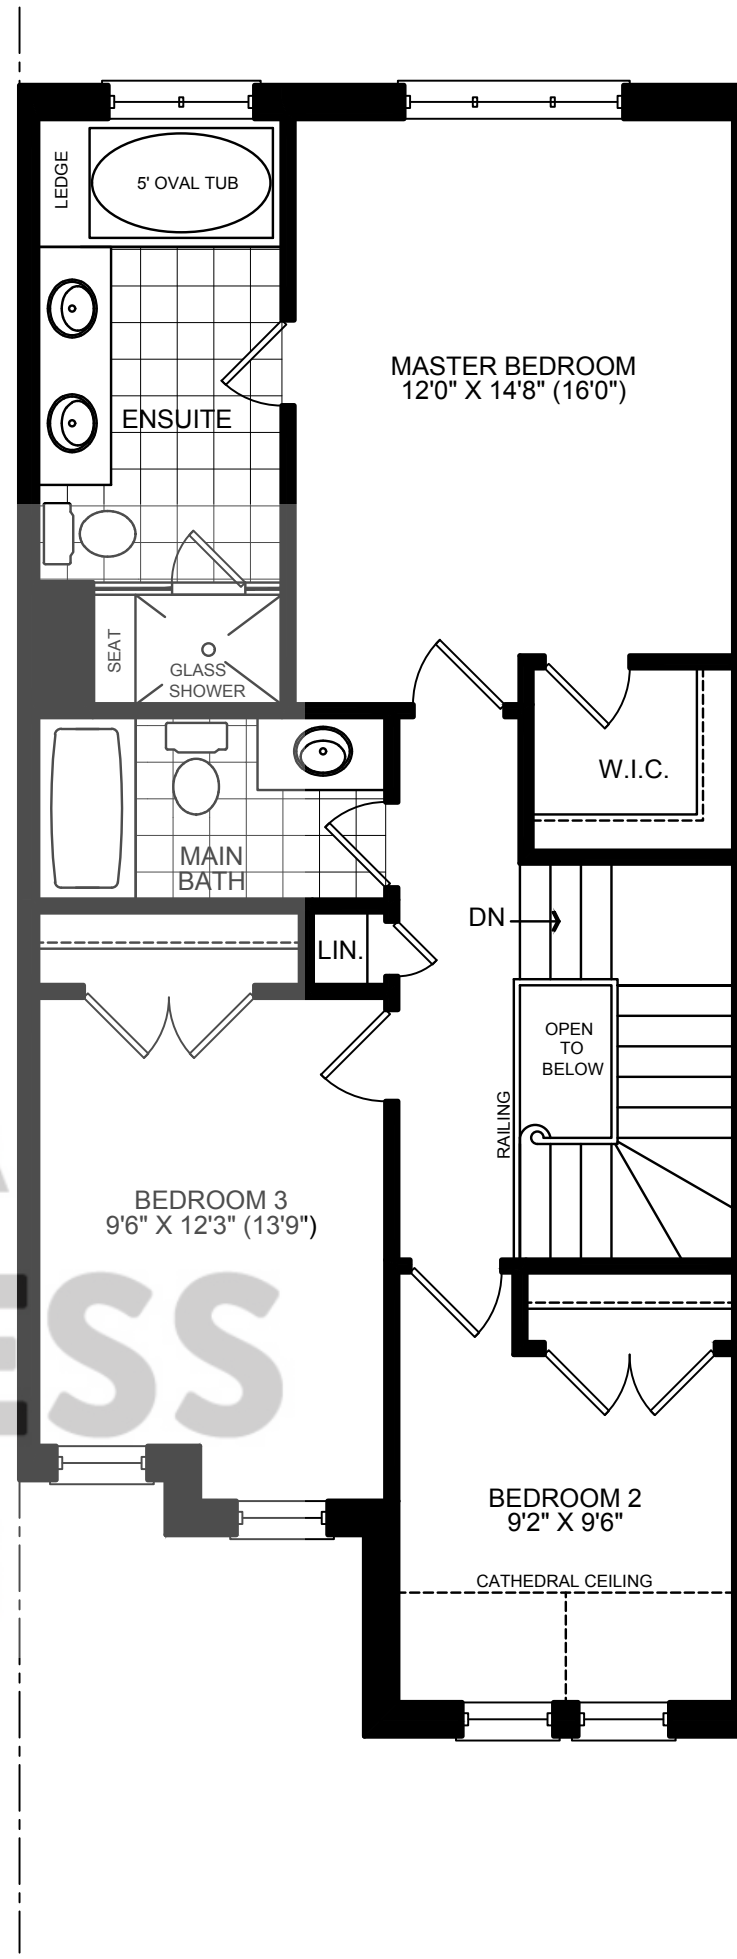 LEDGE
5' OVAL TUB
MASTER BEDROOM
12'0" X 14'8" (16'0")
ENSUITE
SEAT
GLASS
SHOWER
W.I.C.
MAIN
BATH
DN
LIN.
OPEN
TO
BELOW
RAILING
BEDROOM 3
9'6" X 12'3" (13'9")
ESS
BEDROOM 2
9'2" X 9'6"
CATHEDRAL CEILING